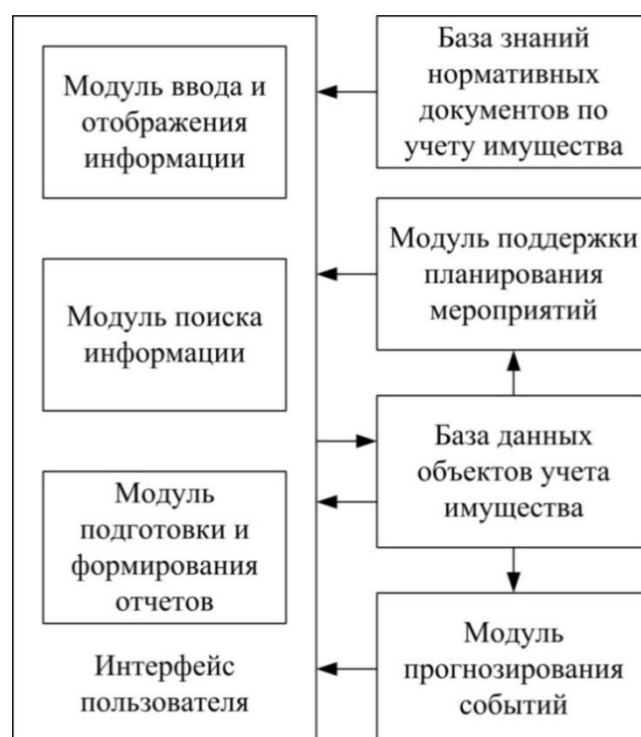 Модуль ввода и
отображения
информации
Модуль поиска
информации
Модуль
подготовки и
формирования
отчетов
Интерфейс
пользователя
База знаний
нормативных
документов по
учету имущества
Модуль поддержки
планирования
мероприятий
База данных
объектов учета
имущества
Модуль
прогнозирования
событий